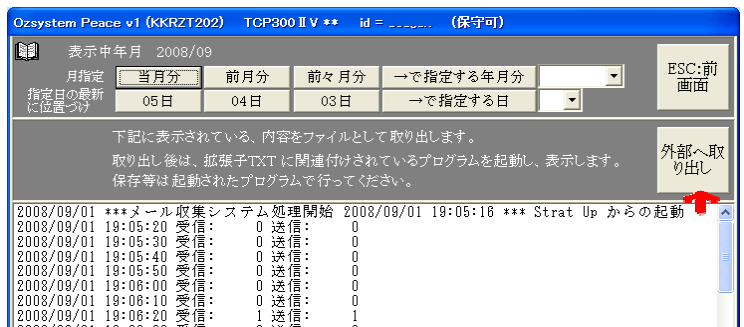 Ozsystem Peace v1 (KKRZT202) TCP300ⅡV ** id = (保守可)
表示中年月 2008/09
月指定 当月分 前月分 前々月分 →で指定する年月分
指定日の最新に位置づけ 05日 04日 03日 →で指定する日
ESC:前画面
下記に表示されている、内容をファイルとして取り出します。
取り出し後は、拡張子TXTに関連付けされているプログラムを起動し、表示します。
保存等は起動されたプログラムで行ってください。
外部へ取り出し
2008/09/01 ***メール収集システム処理開始 2008/09/01 19:05:16 *** Strat Up からの起動
2008/09/01 19:05:20 受信: 0 送信: 0
2008/09/01 19:05:30 受信: 0 送信: 0
2008/09/01 19:05:40 受信: 0 送信: 0
2008/09/01 19:05:50 受信: 0 送信: 0
2008/09/01 19:06:00 受信: 0 送信: 0
2008/09/01 19:06:10 受信: 0 送信: 0
2008/09/01 19:06:20 受信: 1 送信: 1